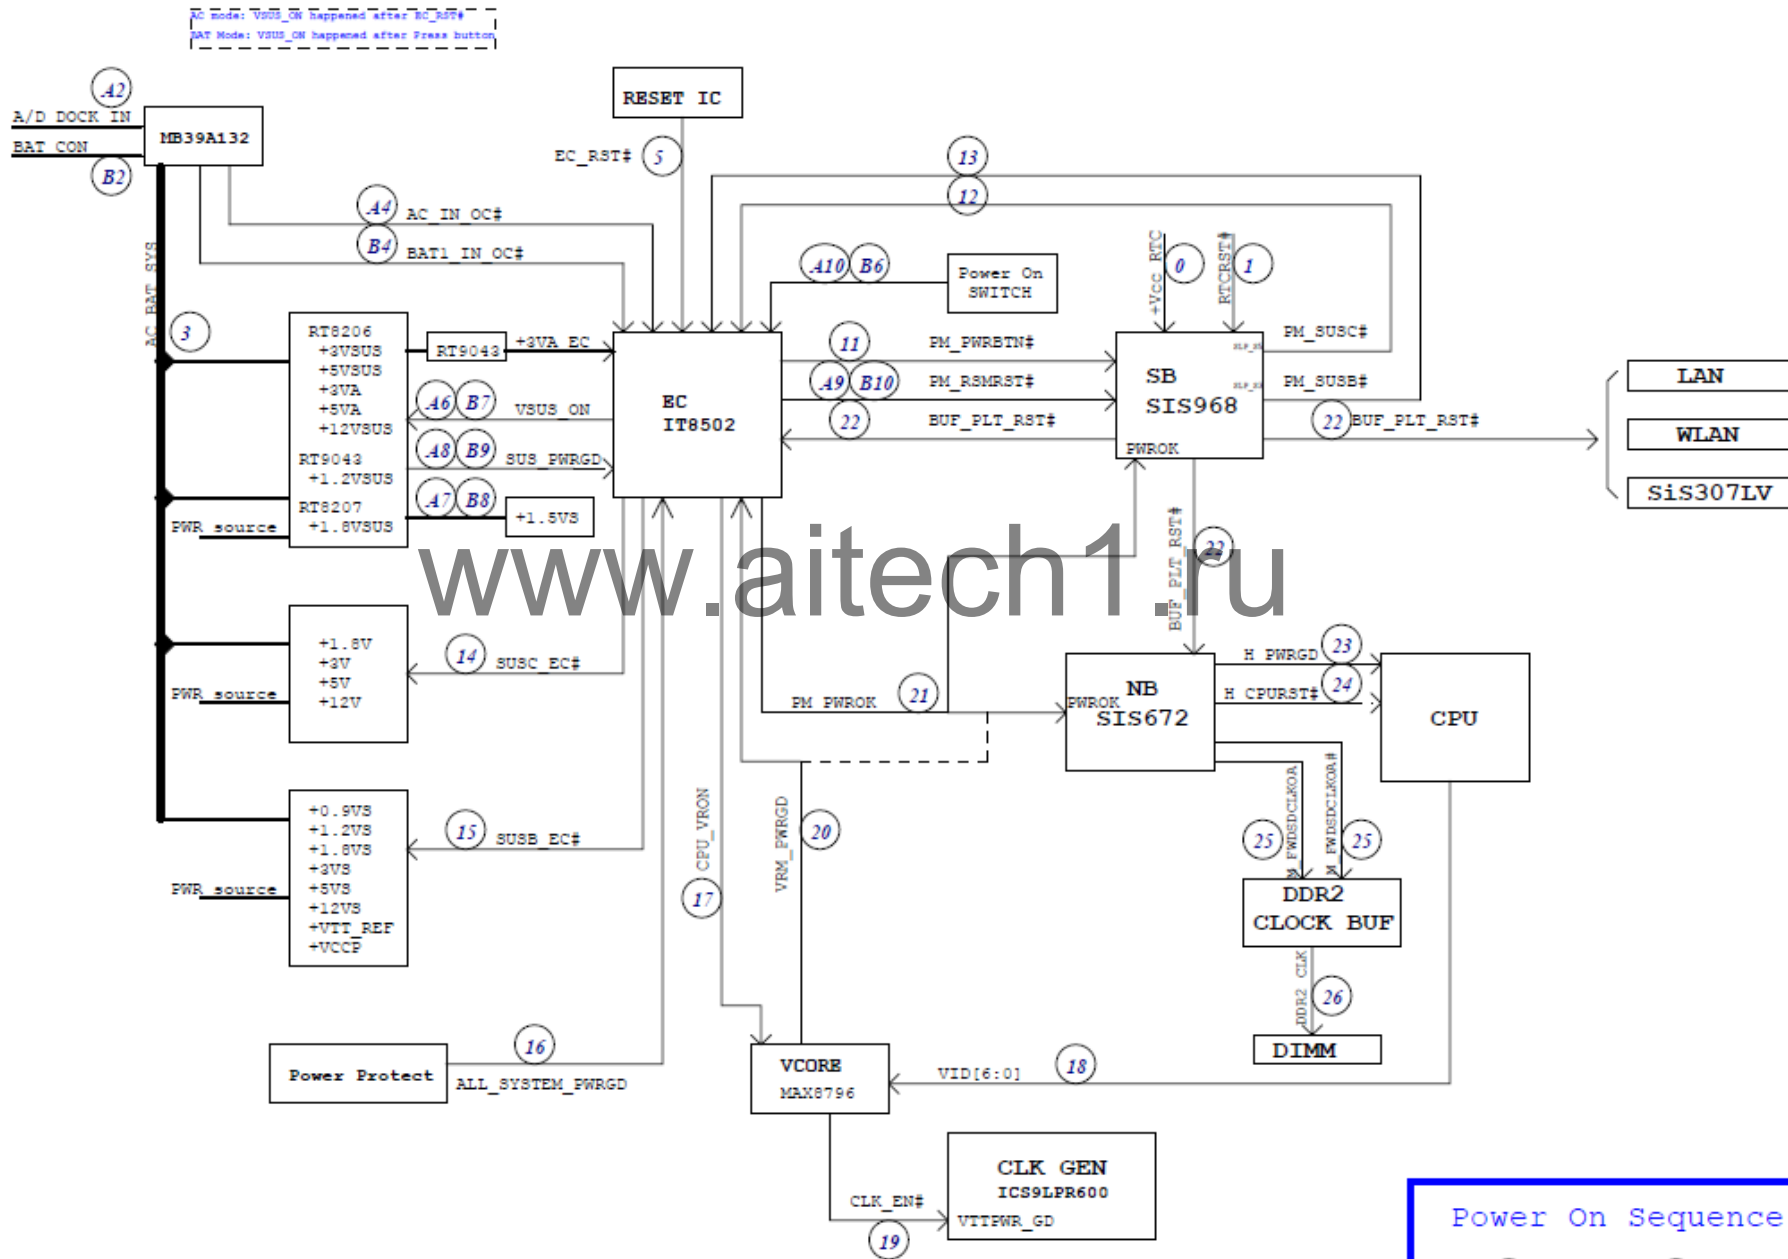 AC mode: VSUS_ON happened after EC_RST#
BAT Mode: VSUS_ON happened after Press button
A2
A/D DOCK IN
BAT CON
B2
MB39A132
RESET IC
EC_RST#
5
13
12
A4
AC_IN_OC#
B4
BAT1_IN_OC#
AC BAT SYS
3
A10
B6
Power On
SWITCH
+Vcc RTC
0
RTCRST#
1
RT8206
+3VSUS
+5VSUS
+3VA
+5VA
+12VSUS
RT9043
+1.2VSUS
RT8207
+1.8VSUS
PWR source
RT9043
+3VA EC
A6
B7
VSUS_ON
A8
B9
SUS_PWRGD
A7
B8
+1.5VS
EC
IT8502
11
PM_PWRBTN#
A9
B10
PM_RSMRST#
22
BUF_PLT_RST#
SB
SIS968
PWROK
PM_SUSC#
PM_SUSB#
22
BUF_PLT_RST#
LAN
WLAN
SiS307LV
BUF_PLT_RST#
22
www.aitech1.ru
+1.8V
+3V
+5V
+12V
PWR source
14
SUSC_EC#
PM PWROK
21
PWROK
NB
SIS672
H PWRGD
23
H CPURST#
24
CPU
+0.9VS
+1.2VS
+1.8VS
+3VS
+5VS
+12VS
+VTT_REF
+VCCP
PWR source
15
SUSB_EC#
CPU_VRON
17
VRM_PWRGD
20
M_FWDSDCLKOA
25
M_FWDSDCLKOA#
25
DDR2
CLOCK BUF
DDR2 CLK
26
DIMM
Power Protect
16
ALL_SYSTEM_PWRGD
VCORE
MAX8796
VID[6:0]
18
CLK_EN#
19
CLK GEN
ICS9LPR600
VTTPWR_GD
Power On Sequence